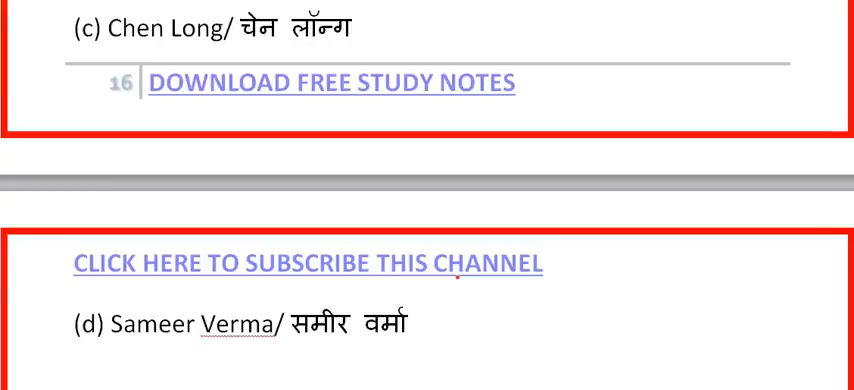 (c) Chen Long/ चेन लॉन्ग
16 DOWNLOAD FREE STUDY NOTES
CLICK HERE TO SUBSCRIBE THIS CHANNEL
(d) Sameer Verma/ समीर वर्मा